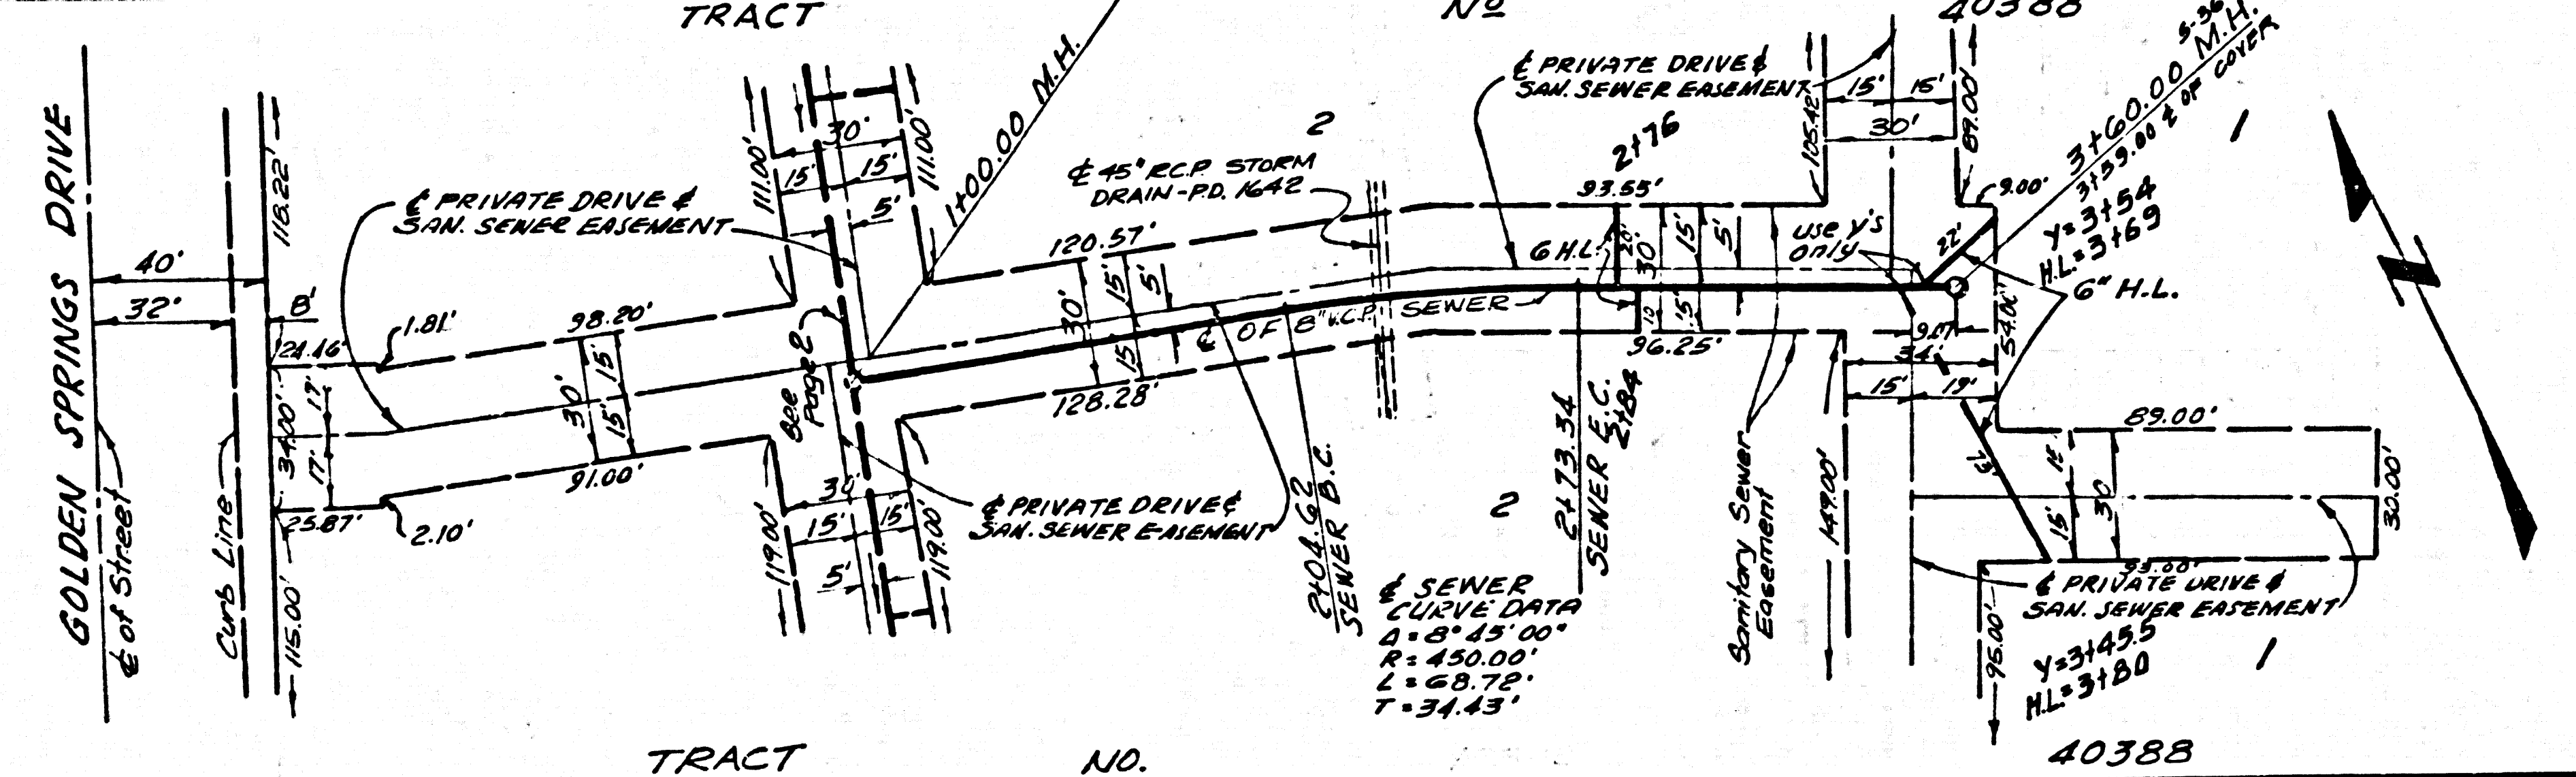 TRACT
No
40388
5-36
3+60.00 M.H.
3+59.00 ¢ OF COVER
Y=3+54
H.L.=3+69
6" H.L.
GOLDEN SPRINGS DRIVE
¢ of Street
Curb Line
40'
32'
8'
118.22'
24.46'
34.00'
17'
17'
25.87'
115.00'
1.81'
2.10'
¢ PRIVATE DRIVE &
SAN. SEWER EASEMENT
98.20'
30'
15'
15'
91.00'
111.00'
30'
15'
15'
5'
111.00'
1+00.00 M.H.
See
Page 2
119.00'
30'
15'
15'
5'
119.00'
¢ PRIVATE DRIVE &
SAN. SEWER EASEMENT
120.57'
30'
15'
5'
15'
128.28'
¢ 45" R.C.P. STORM
DRAIN-P.D. 1642
2
¢ OF 8" V.C.P. SEWER
2+04.62
SEWER B.C.
¢ PRIVATE DRIVE &
SAN. SEWER EASEMENT
2+76
93.55'
6 H.L.
20'
30'
15'
5'
10
15'
96.25'
use Y's
only
2+73.34
SEWER E.C.
2+84
2
¢ SEWER
CURVE DATA
Δ = 8° 45' 00"
R = 450.00'
L = 68.72'
T = 34.43'
Sanitary Sewer
Easement
105.42'
15'
15'
30'
89.00'
9.00'
22'
54.00'
34'
15'
19'
149.00'
89.00'
15'
30
15'
30.00'
95.00'
¢ PRIVATE DRIVE &
SAN. SEWER EASEMENT
Y=3+45.5
H.L.=3+80
TRACT
NO.
40388